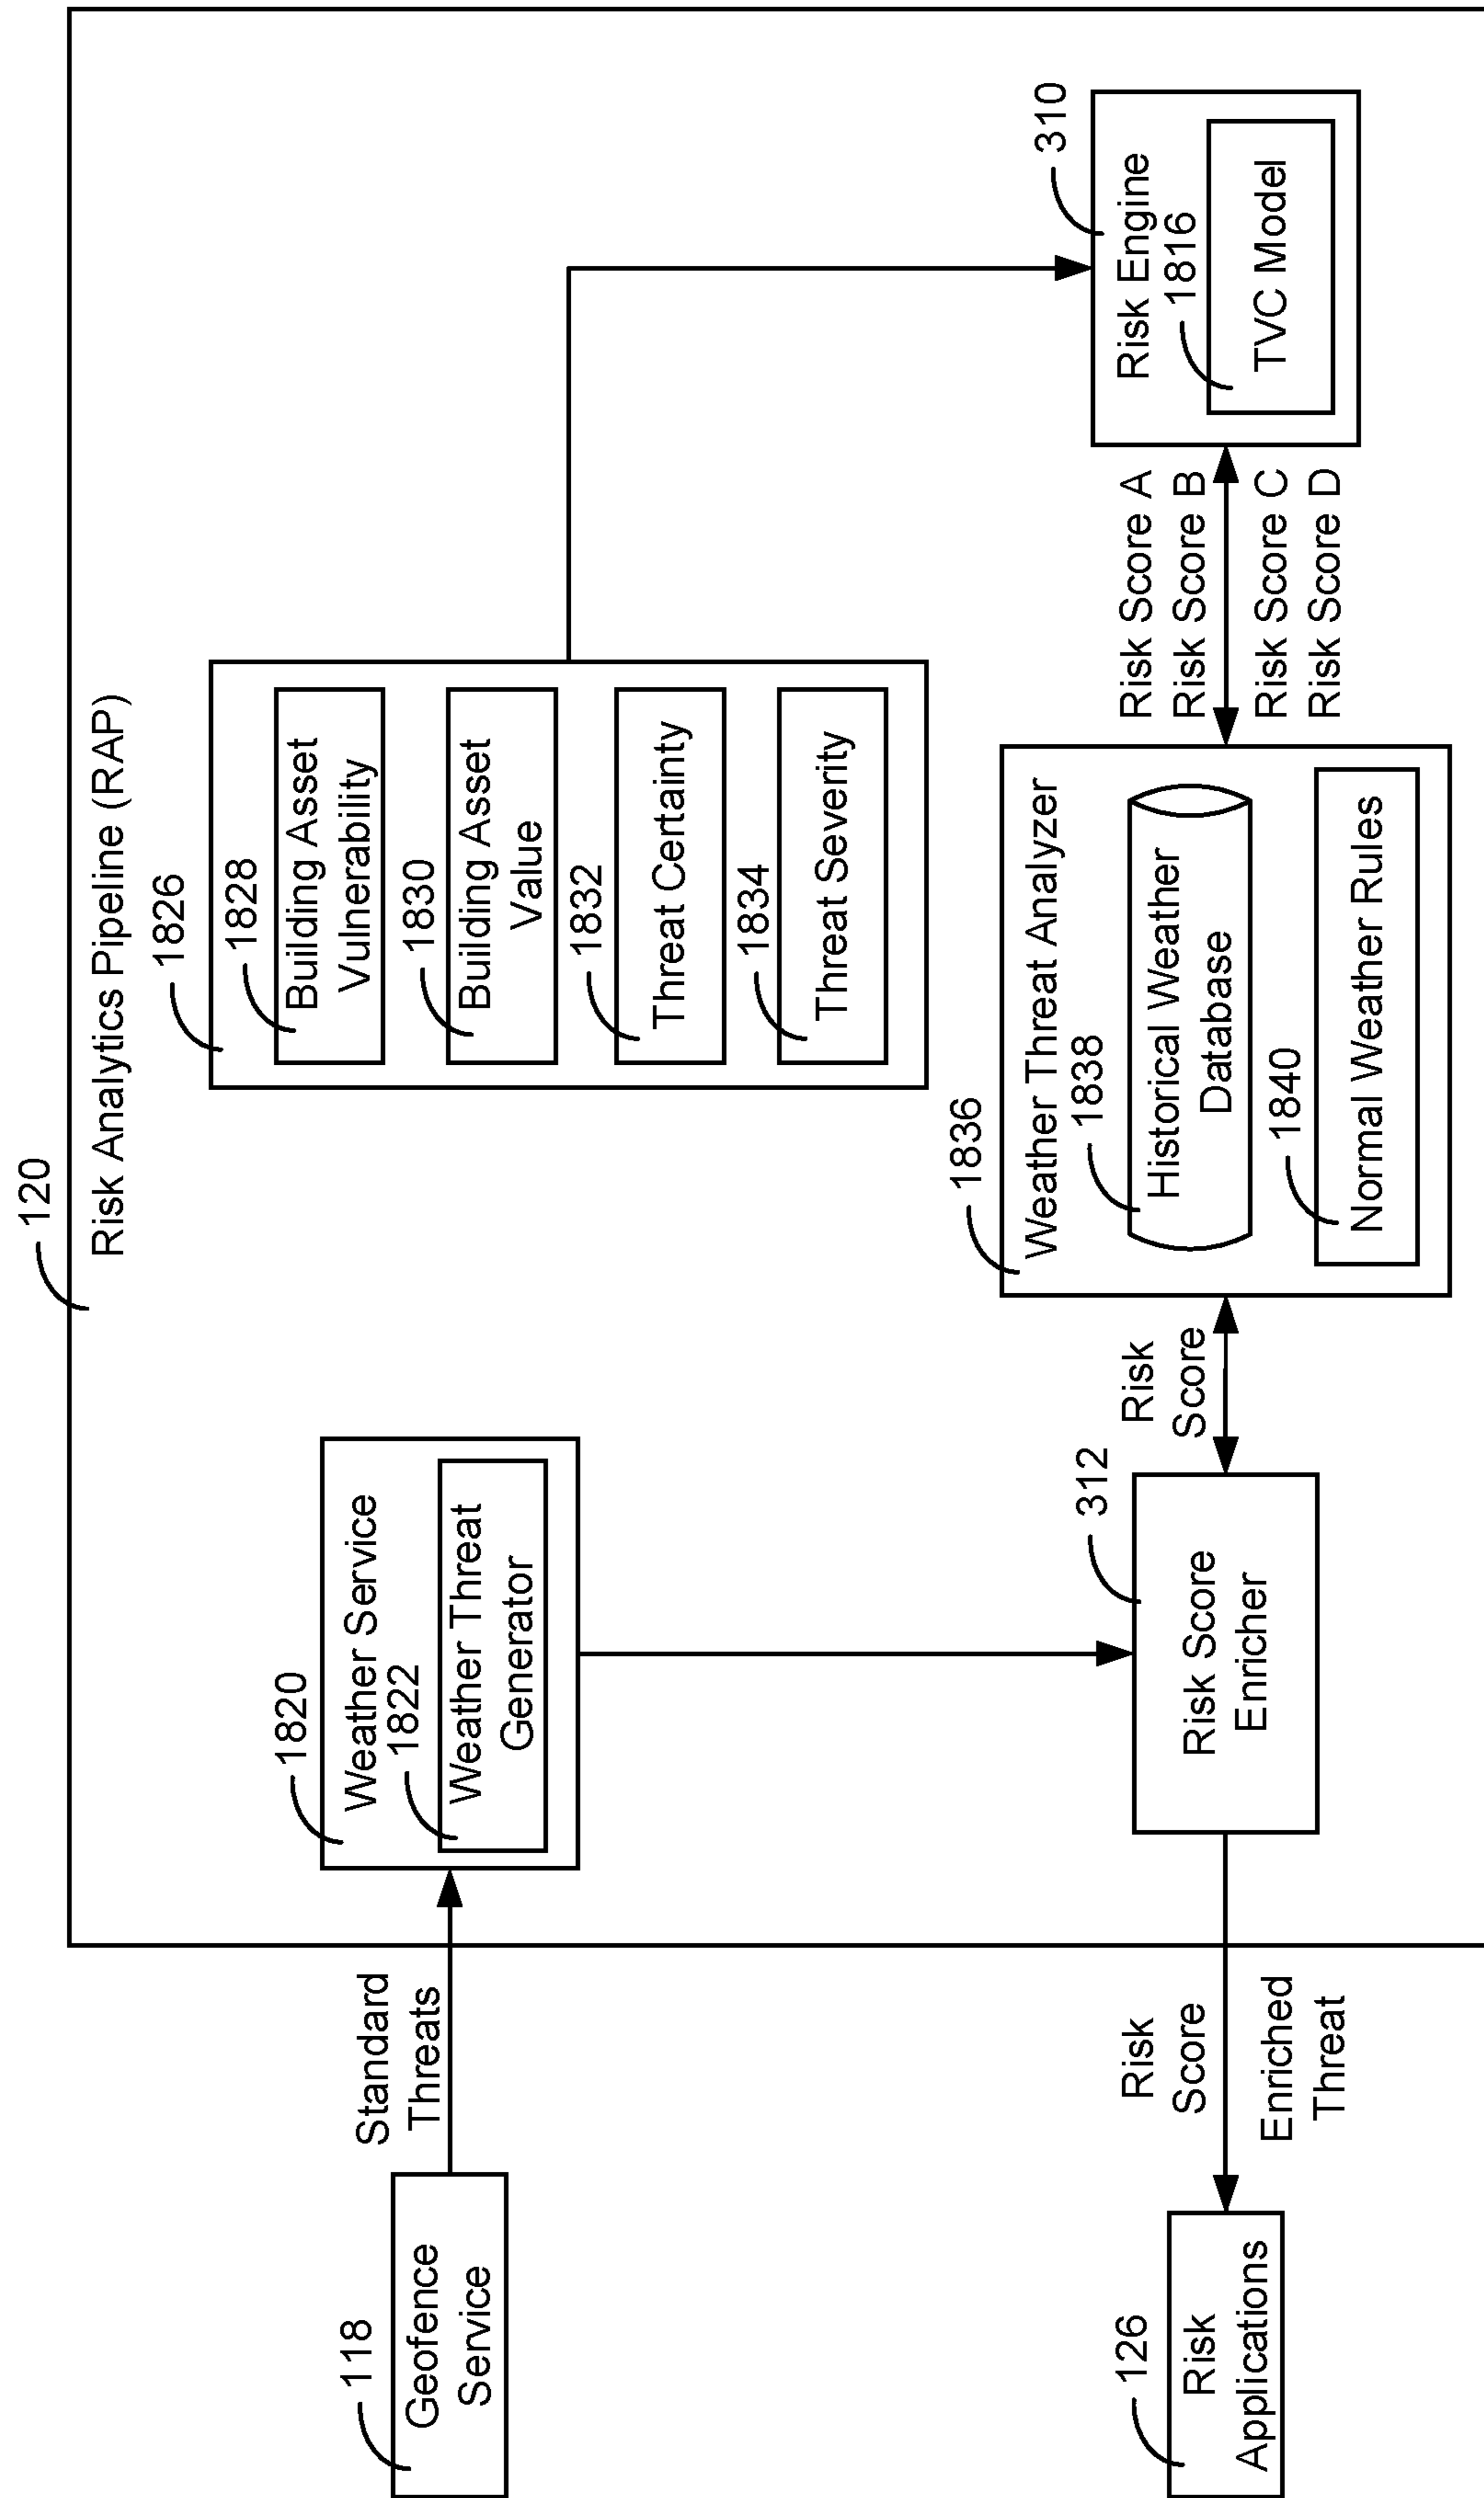 120
Risk Analytics Pipeline (RAP)
118
Geofence
Service
Standard
Threats
1820
Weather Service
1822
Weather Threat
Generator
1826
1828
Building Asset
Vulnerability
1830
Building Asset
Value
1832
Threat Certainty
1834
Threat Severity
126
Risk
Applications
Risk
Score
Enriched
Threat
312
Risk Score
Enricher
Risk
Score
1836
Weather Threat Analyzer
1838
Historical Weather
Database
1840
Normal Weather Rules
Risk Score A
Risk Score B
Risk Score C
Risk Score D
310
Risk Engine
1816
TVC Model